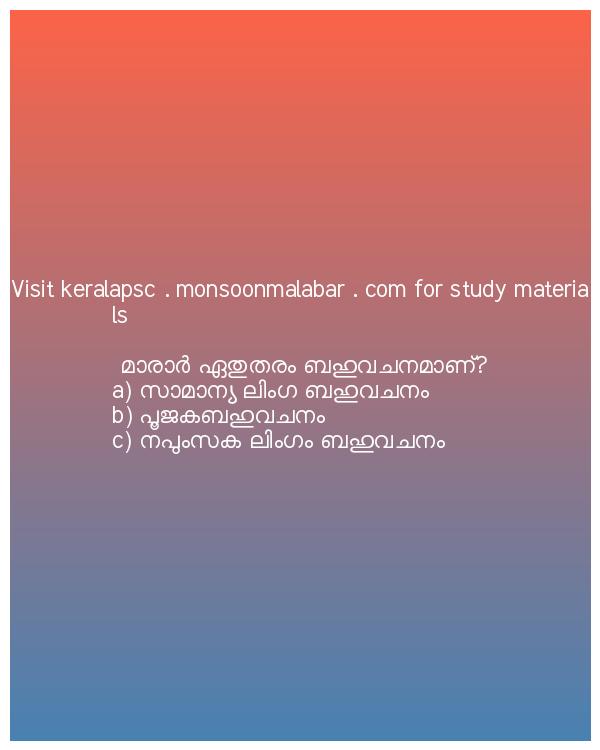 Visit keralapsc . monsoonmalabar . com for study materia
ls
മാരാർ ഏതുതരം ബഹുവചനമാണ്?
a) സാമാന്യ ലിംഗ ബഹുവചനം
b) പൂജകബഹുവചനം
c) നപുംസക ലിംഗം ബഹുവചനം